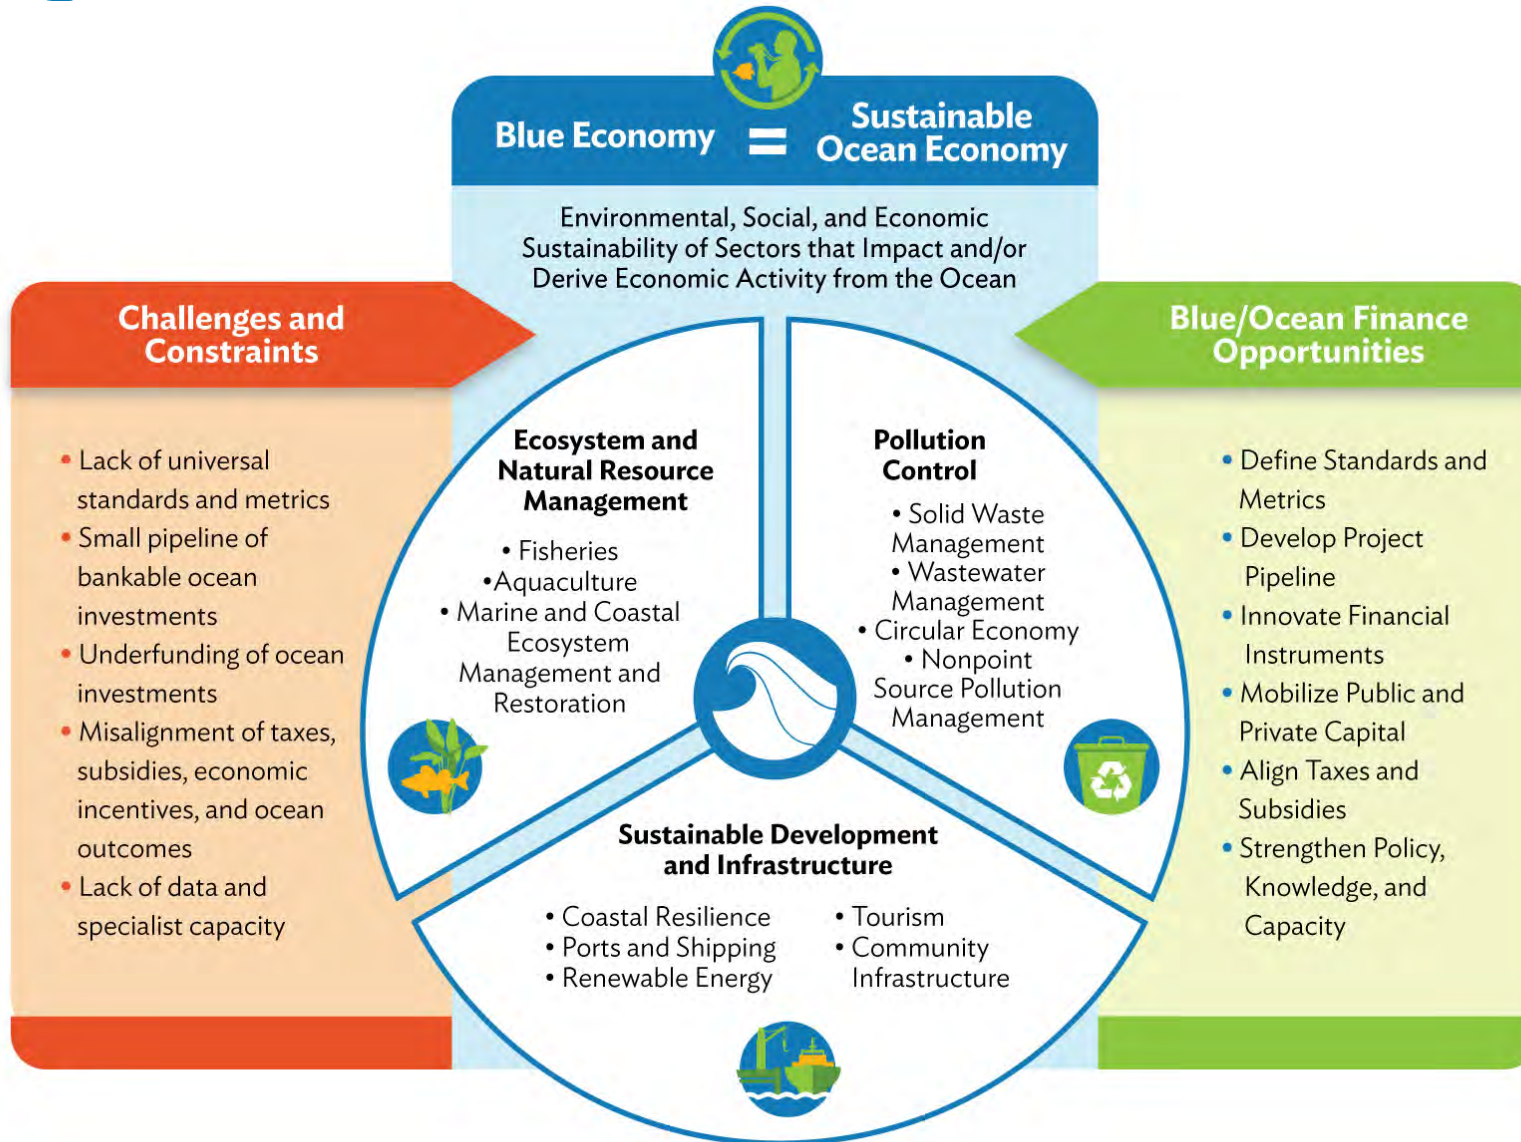 Blue Economy = Sustainable
Ocean Economy
Environmental, Social, and Economic
Sustainability of Sectors that Impact and/or
Derive Economic Activity from the Ocean
Challenges and
Constraints
• Lack of universal
standards and metrics
• Small pipeline of
bankable ocean
investments
• Underfunding of ocean
investments
• Misalignment of taxes,
subsidies, economic
incentives, and ocean
outcomes
• Lack of data and
specialist capacity
Ecosystem and
Natural Resource
Management
• Fisheries
•Aquaculture
• Marine and Coastal
Ecosystem
Management and
Restoration
Pollution
Control
• Solid Waste
Management
• Wastewater
Management
• Circular Economy
• Nonpoint
Source Pollution
Management
Sustainable Development
and Infrastructure
• Coastal Resilience
• Ports and Shipping
• Renewable Energy
• Tourism
• Community
Infrastructure
Blue/Ocean Finance
Opportunities
• Define Standards and
Metrics
• Develop Project
Pipeline
• Innovate Financial
Instruments
• Mobilize Public and
Private Capital
• Align Taxes and
Subsidies
• Strengthen Policy,
Knowledge, and
Capacity